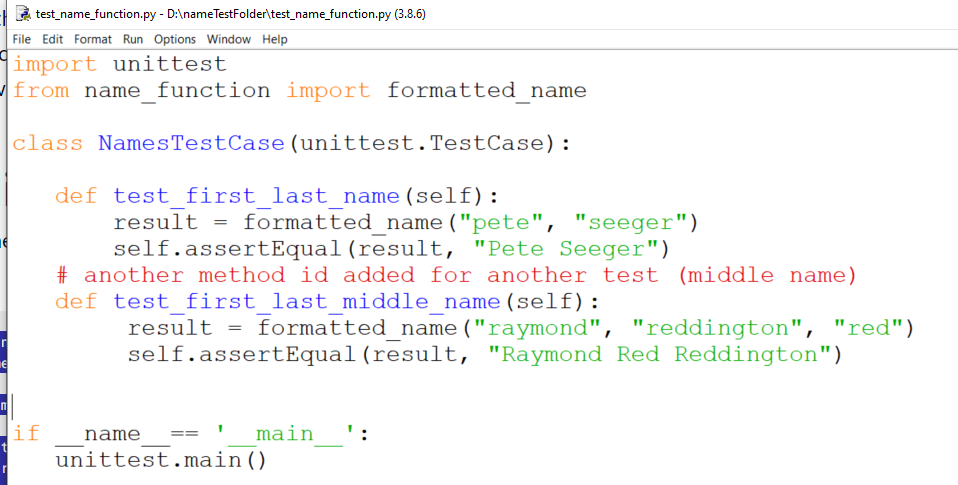 test_name_function.py - D:\nameTestFolder\test_name_function.py (3.8.6)
File Edit Format Run Options Window Help
import unittest
from name_function import formatted_name
class NamesTestCase(unittest.TestCase):
def test_first_last_name(self):
result = formatted_name("pete", "seeger")
self.assertEqual(result, "Pete Seeger")
# another method id added for another test (middle name)
def test_first_last_middle_name(self):
result = formatted_name("raymond", "reddington", "red")
self.assertEqual(result, "Raymond Red Reddington")
if __name__== '__main__':
unittest.main()